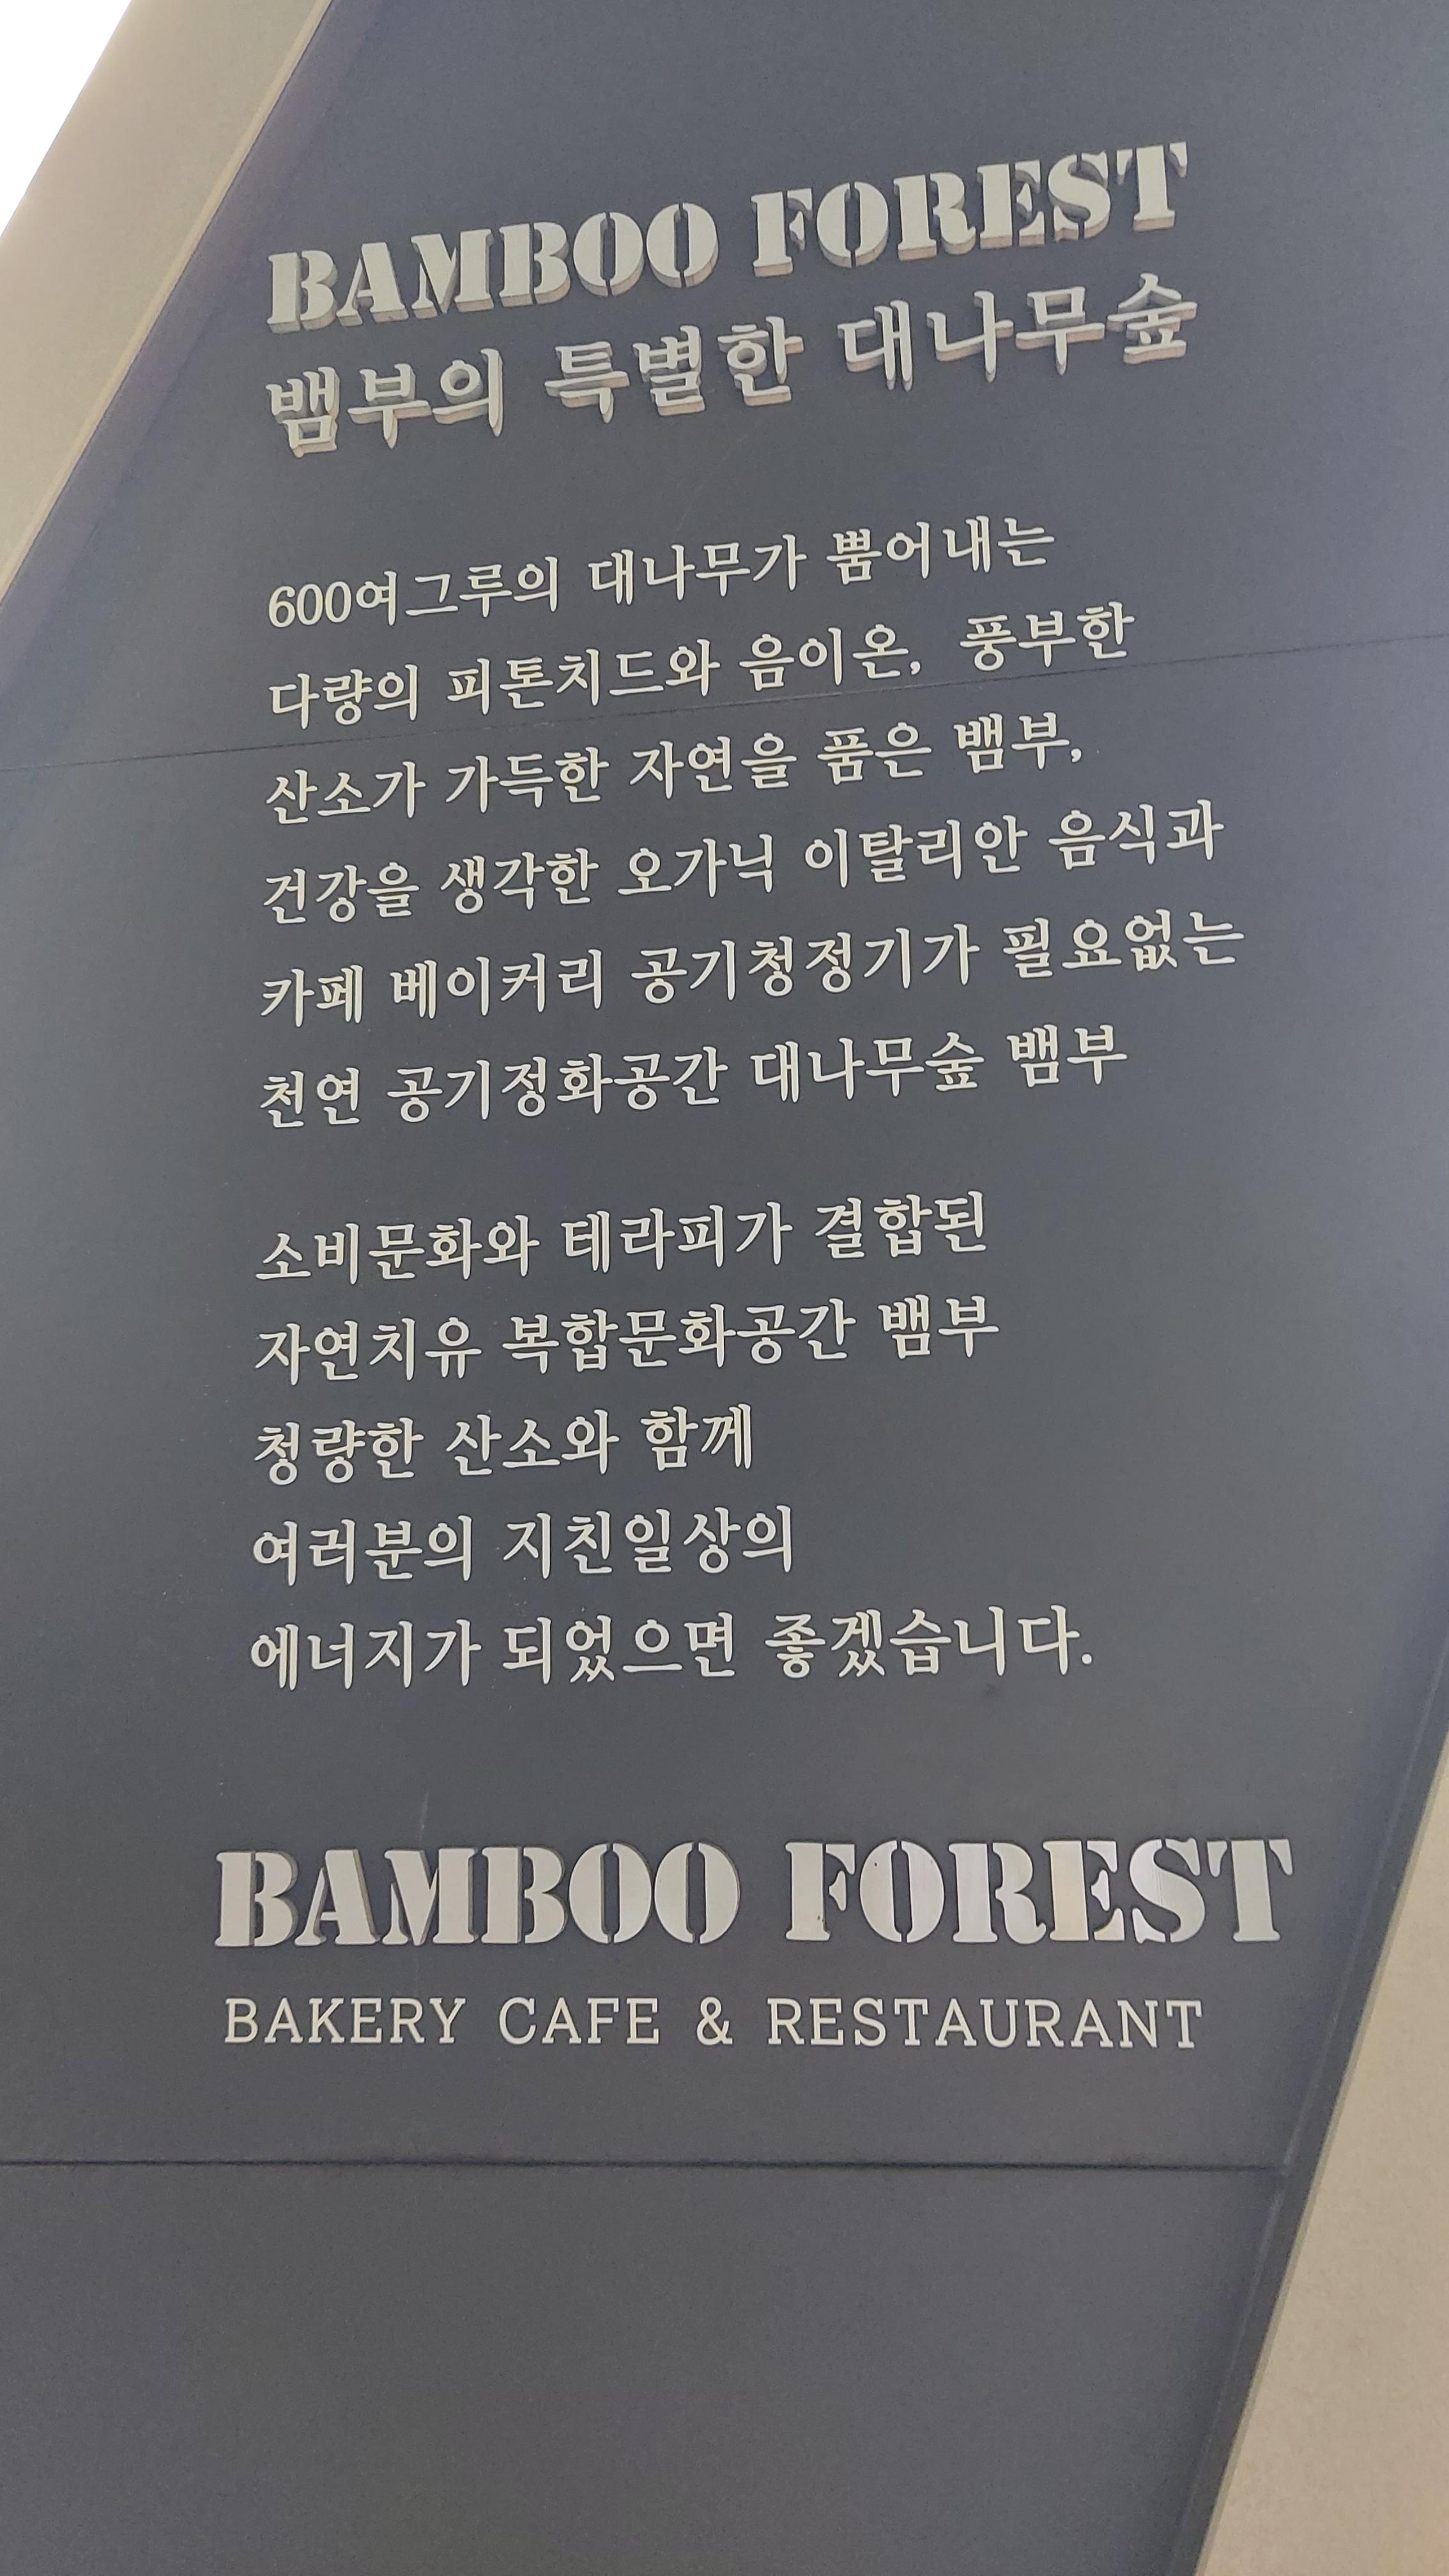 BAMBOO FOREST
뱀부의 특별한 대나무숲
600여그루의 대나무가 뿜어내는
다량의 피톤치드와 음이온, 풍부한
산소가 가득한 자연을 품은 뱀부,
건강을 생각한 오가닉 이탈리안 음식과
카페 베이커리 공기청정기가 필요없는
천연 공기정화공간 대나무숲 뱀부
소비문화와 테라피가 결합된
자연치유 복합문화공간 뱀부
청량한 산소와 함께
여러분의 지친일상의
에너지가 되었으면 좋겠습니다.
BAMBOO FOREST
BAKERY CAFE & RESTAURANT